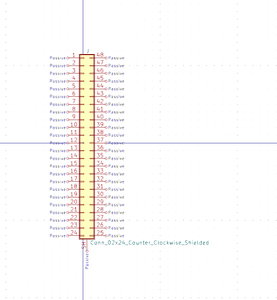 J
Passive 1 48 Passive
Passive 2 47 Passive
Passive 3 46 Passive
Passive 4 45 Passive
Passive 5 44 Passive
Passive 6 43 Passive
Passive 7 42 Passive
Passive 8 41 Passive
Passive 9 40 Passive
Passive 10 39 Passive
Passive 11 38 Passive
Passive 12 37 Passive
Passive 13 36 Passive
Passive 14 35 Passive
Passive 15 34 Passive
Passive 16 33 Passive
Passive 17 32 Passive
Passive 18 31 Passive
Passive 19 30 Passive
Passive 20 29 Passive
Passive 21 28 Passive
Passive 22 27 Passive
Passive 23 26 Passive
Passive 24 25 Passive
Conn_02x24_Counter_Clockwise_Shielded
Passive